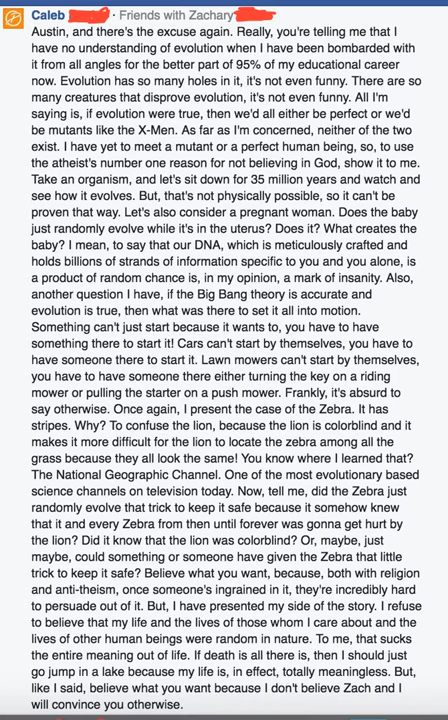 Caleb · Friends with Zachary
Austin, and there's the excuse again. Really, you're telling me that I
have no understanding of evolution when I have been bombarded with
it from all angles for the better part of 95% of my educational career
now. Evolution has so many holes in it, it's not even funny. There are so
many creatures that disprove evolution, it's not even funny. All I'm
saying is, if evolution were true, then we'd all either be perfect or we'd
be mutants like the X-Men. As far as I'm concerned, neither of the two
exist. I have yet to meet a mutant or a perfect human being, so, to use
the atheist's number one reason for not believing in God, show it to me.
Take an organism, and let's sit down for 35 million years and watch and
see how it evolves. But, that's not physically possible, so it can't be
proven that way. Let's also consider a pregnant woman. Does the baby
just randomly evolve while it's in the uterus? Does it? What creates the
baby? I mean, to say that our DNA, which is meticulously crafted and
holds billions of strands of information specific to you and you alone, is
a product of random chance is, in my opinion, a mark of insanity. Also,
another question I have, if the Big Bang theory is accurate and
evolution is true, then what was there to set it all into motion.
Something can't just start because it wants to, you have to have
something there to start it! Cars can't start by themselves, you have to
have someone there to start it. Lawn mowers can't start by themselves,
you have to have someone there either turning the key on a riding
mower or pulling the starter on a push mower. Frankly, it's absurd to
say otherwise. Once again, I present the case of the Zebra. It has
stripes. Why? To confuse the lion, because the lion is colorblind and it
makes it more difficult for the lion to locate the zebra among all the
grass because they all look the same! You know where I learned that?
The National Geographic Channel. One of the most evolutionary based
science channels on television today. Now, tell me, did the Zebra just
randomly evolve that trick to keep it safe because it somehow knew
that it and every Zebra from then until forever was gonna get hurt by
the lion? Did it know that the lion was colorblind? Or, maybe, just
maybe, could something or someone have given the Zebra that little
trick to keep it safe? Believe what you want, because, both with religion
and anti-theism, once someone's ingrained in it, they're incredibly hard
to persuade out of it. But, I have presented my side of the story. I refuse
to believe that my life and the lives of those whom I care about and the
lives of other human beings were random in nature. To me, that sucks
the entire meaning out of life. If death is all there is, then I should just
go jump in a lake because my life is, in effect, totally meaningless. But,
like I said, believe what you want because I don't believe Zach and I
will convince you otherwise.